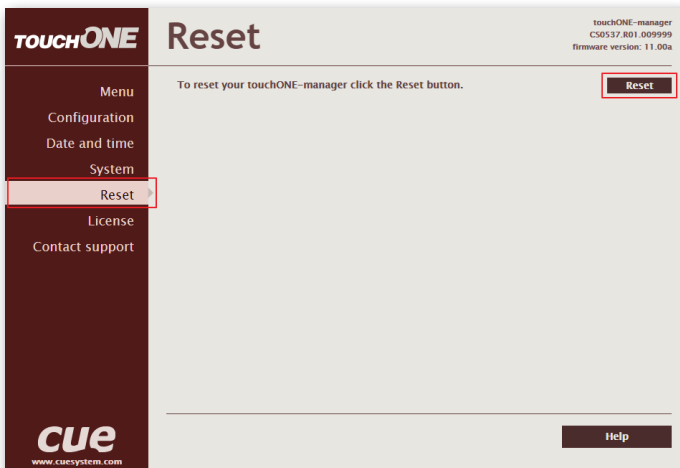 TOUCHONE
Reset
touchONE-manager
CS0537.R01.009999
firmware version: 11.00a
Menu
Configuration
Date and time
System
Reset
License
Contact support
To reset your touchONE-manager click the Reset button.
Reset
cue
www.cuesystem.com
Help